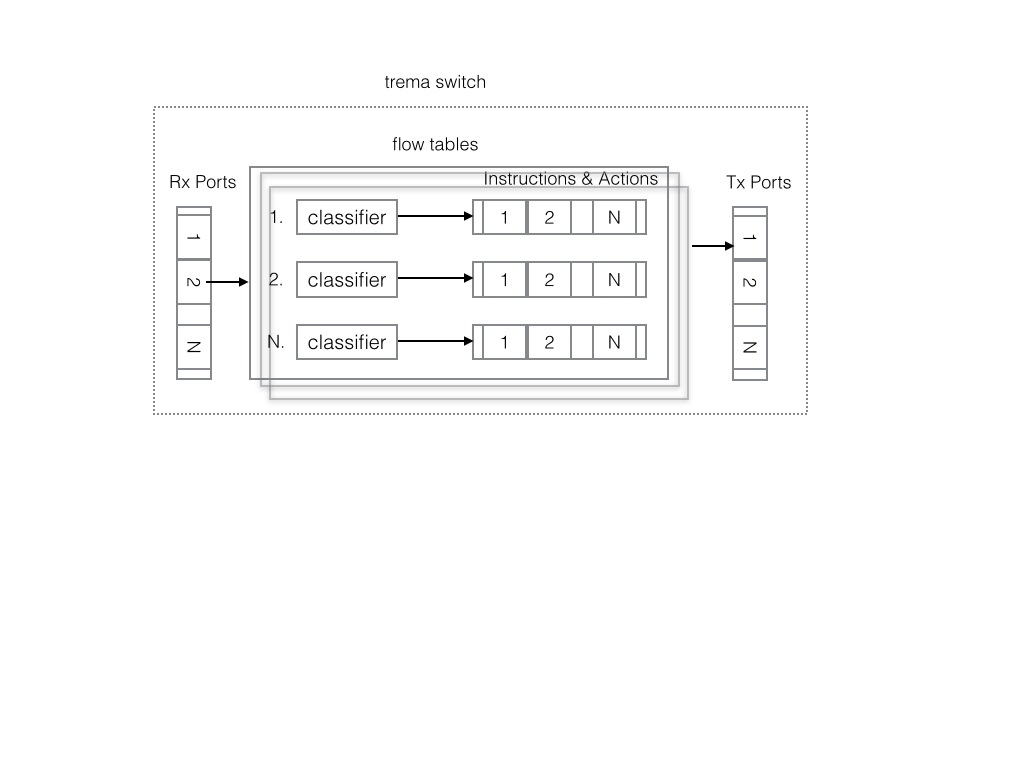 trema switch
flow tables
Rx Ports
Instructions & Actions
Tx Ports
1. classifier 1 2 N
2. classifier 1 2 N
N. classifier 1 2 N
1
2
N
1
2
N